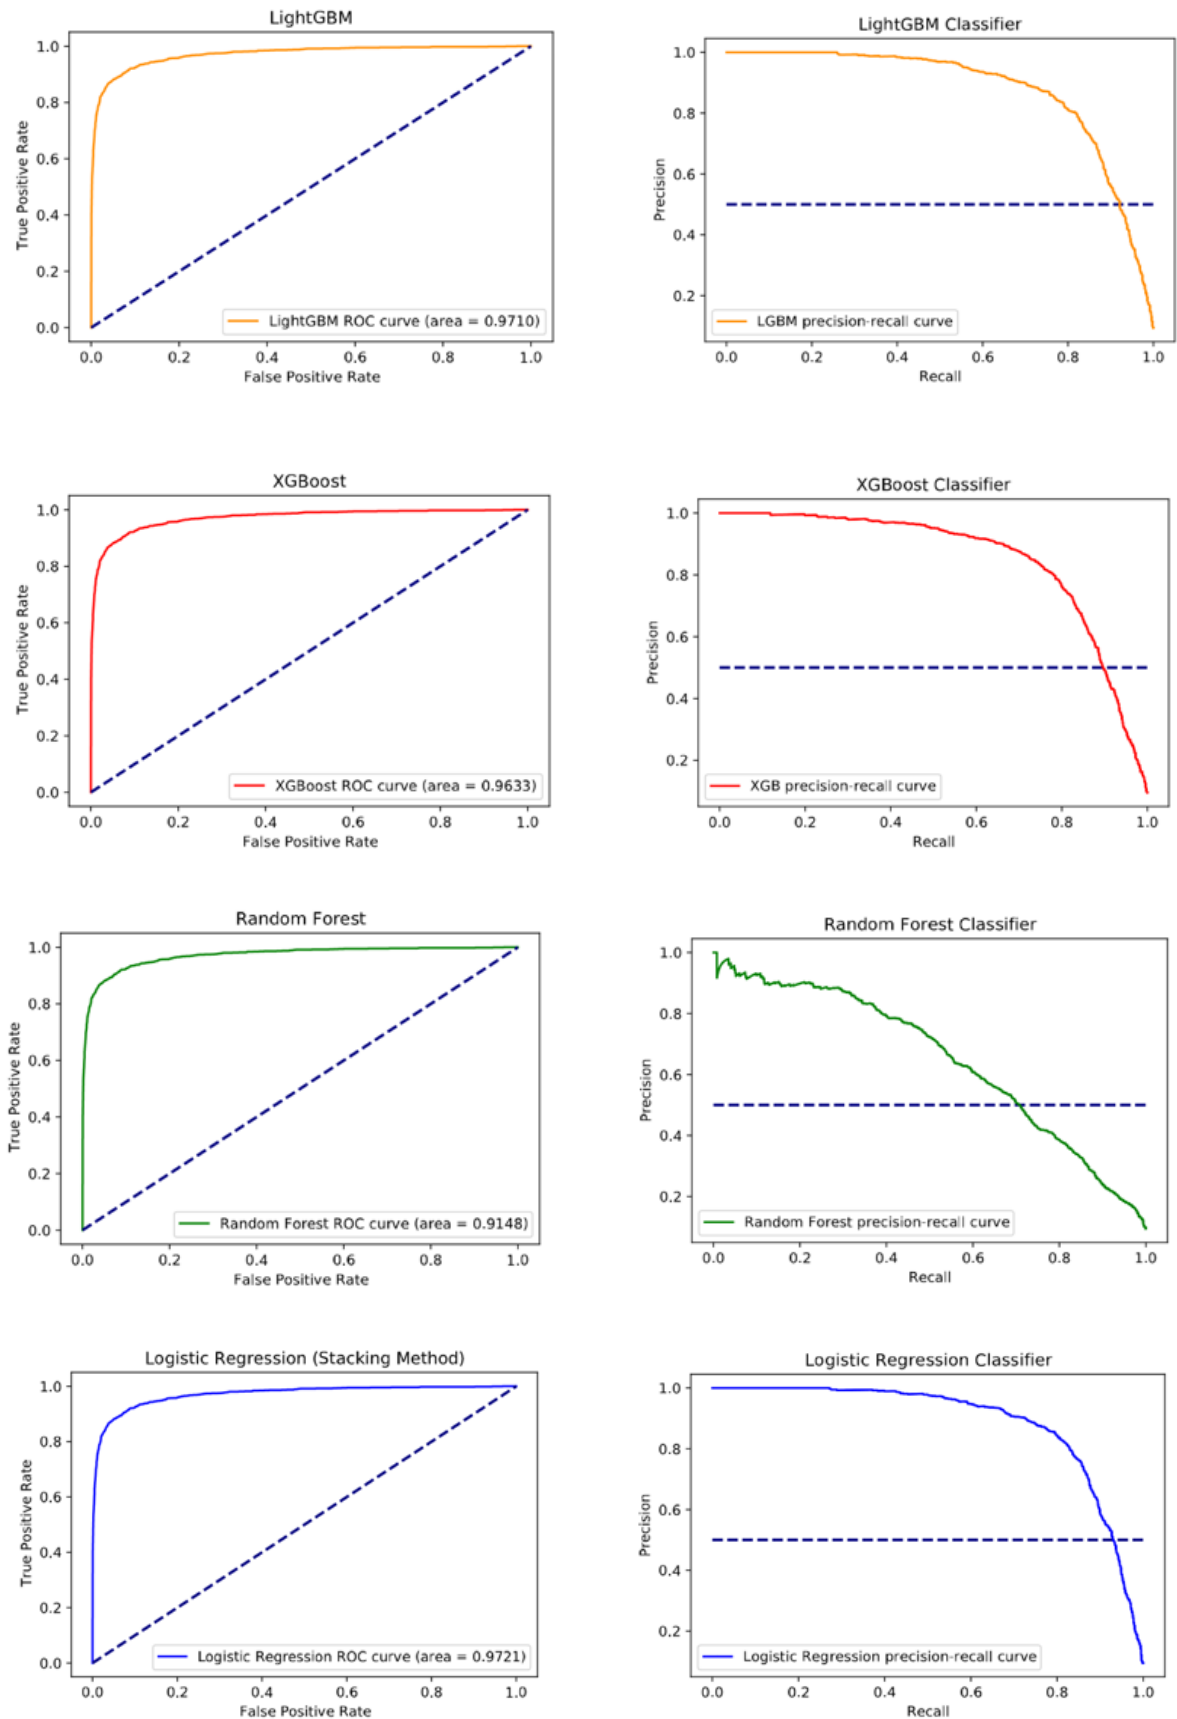 LightGBM
1.0
0.8
0.6
0.4
0.2
0.0
True Positive Rate
LightGBM ROC curve (area = 0.9710)
0.0 0.2 0.4 0.6 0.8 1.0
False Positive Rate
LightGBM Classifier
1.0
0.8
0.6
0.4
0.2
Precision
LGBM precision-recall curve
0.0 0.2 0.4 0.6 0.8 1.0
Recall
XGBoost
1.0
0.8
0.6
0.4
0.2
0.0
True Positive Rate
XGBoost ROC curve (area = 0.9633)
0.0 0.2 0.4 0.6 0.8 1.0
False Positive Rate
XGBoost Classifier
1.0
0.8
0.6
0.4
0.2
Precision
XGB precision-recall curve
0.0 0.2 0.4 0.6 0.8 1.0
Recall
Random Forest
1.0
0.8
0.6
0.4
0.2
0.0
True Positive Rate
Random Forest ROC curve (area = 0.9148)
0.0 0.2 0.4 0.6 0.8 1.0
False Positive Rate
Random Forest Classifier
1.0
0.8
0.6
0.4
0.2
Precision
Random Forest precision-recall curve
0.0 0.2 0.4 0.6 0.8 1.0
Recall
Logistic Regression (Stacking Method)
1.0
0.8
0.6
0.4
0.2
0.0
True Positive Rate
Logistic Regression ROC curve (area = 0.9721)
0.0 0.2 0.4 0.6 0.8 1.0
False Positive Rate
Logistic Regression Classifier
1.0
0.8
0.6
0.4
0.2
Precision
Logistic Regression precision-recall curve
0.0 0.2 0.4 0.6 0.8 1.0
Recall